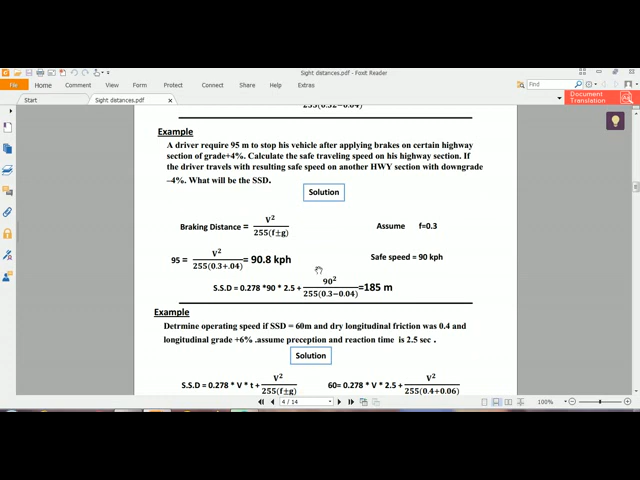 Sight distances.pdf - Foxit Reader
File Home Comment View Form Protect Connect Share Help Extras
Find
Start Sight distances.pdf
Document Translation
255(0.32−0.04)
Example
A driver require 95 m to stop his vehicle after applying brakes on certain highway
section of grade+4%. Calculate the safe traveling speed on his highway section. If
the driver travels with resulting safe speed on another HWY section with downgrade
–4%. What will be the SSD.
Solution
Braking Distance = V² / 255(f±g) Assume f=0.3
95 = V² / 255(0.3+.04) = 90.8 kph Safe speed = 90 kph
S.S.D = 0.278 *90 * 2.5 + 90² / 255(0.3−0.04) =185 m
Example
Detrmine operating speed if SSD = 60m and dry longitudinal friction was 0.4 and
longitudinal grade +6% .assume preception and reaction time is 2.5 sec .
Solution
S.S.D = 0.278 * V * t + V² / 255(f±g) 60= 0.278 * V * 2.5 + V² / 255(0.4+0.06)
4 / 14 100%